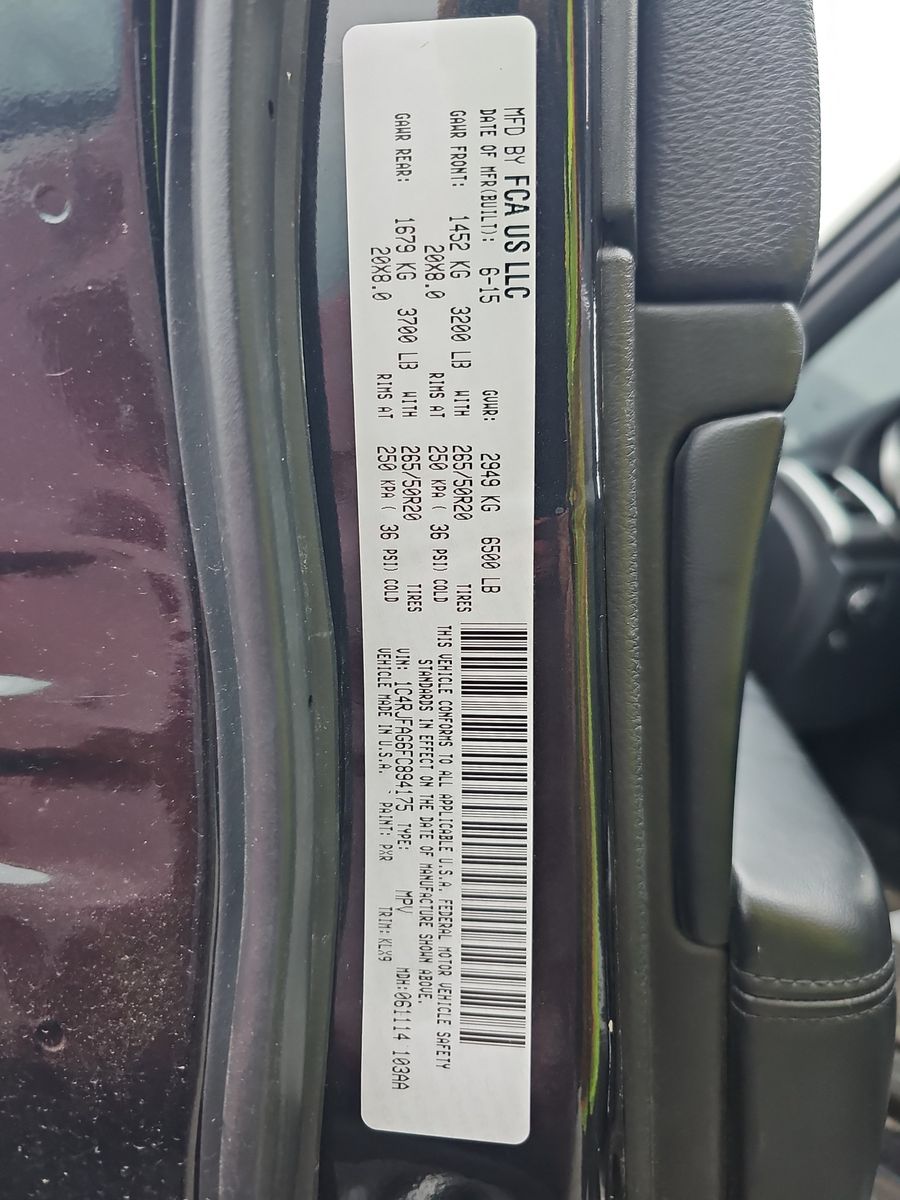 MFD BY FCA US LLC
DATE OF MFR(BUILT): 6-15 GVWR: 2949 KG 6500 LB
GAWR FRONT: 1452 KG 3200 LB WITH 265/50R20 TIRES
20X8.0 RIMS AT 250 KPA ( 36 PSI) COLD
GAWR REAR: 1679 KG 3700 LB WITH 265/50R20 TIRES
20X8.0 RIMS AT 250 KPA ( 36 PSI) COLD
THIS VEHICLE CONFORMS TO ALL APPLICABLE U.S.A. FEDERAL MOTOR VEHICLE SAFETY
STANDARDS IN EFFECT ON THE DATE OF MANUFACTURE SHOWN ABOVE.
VIN: 1C4RJFAG6FC894175 TYPE: MPV MDH:061114 103AA
VEHICLE MADE IN U.S.A. PAINT: PXR TRIM: KLX9